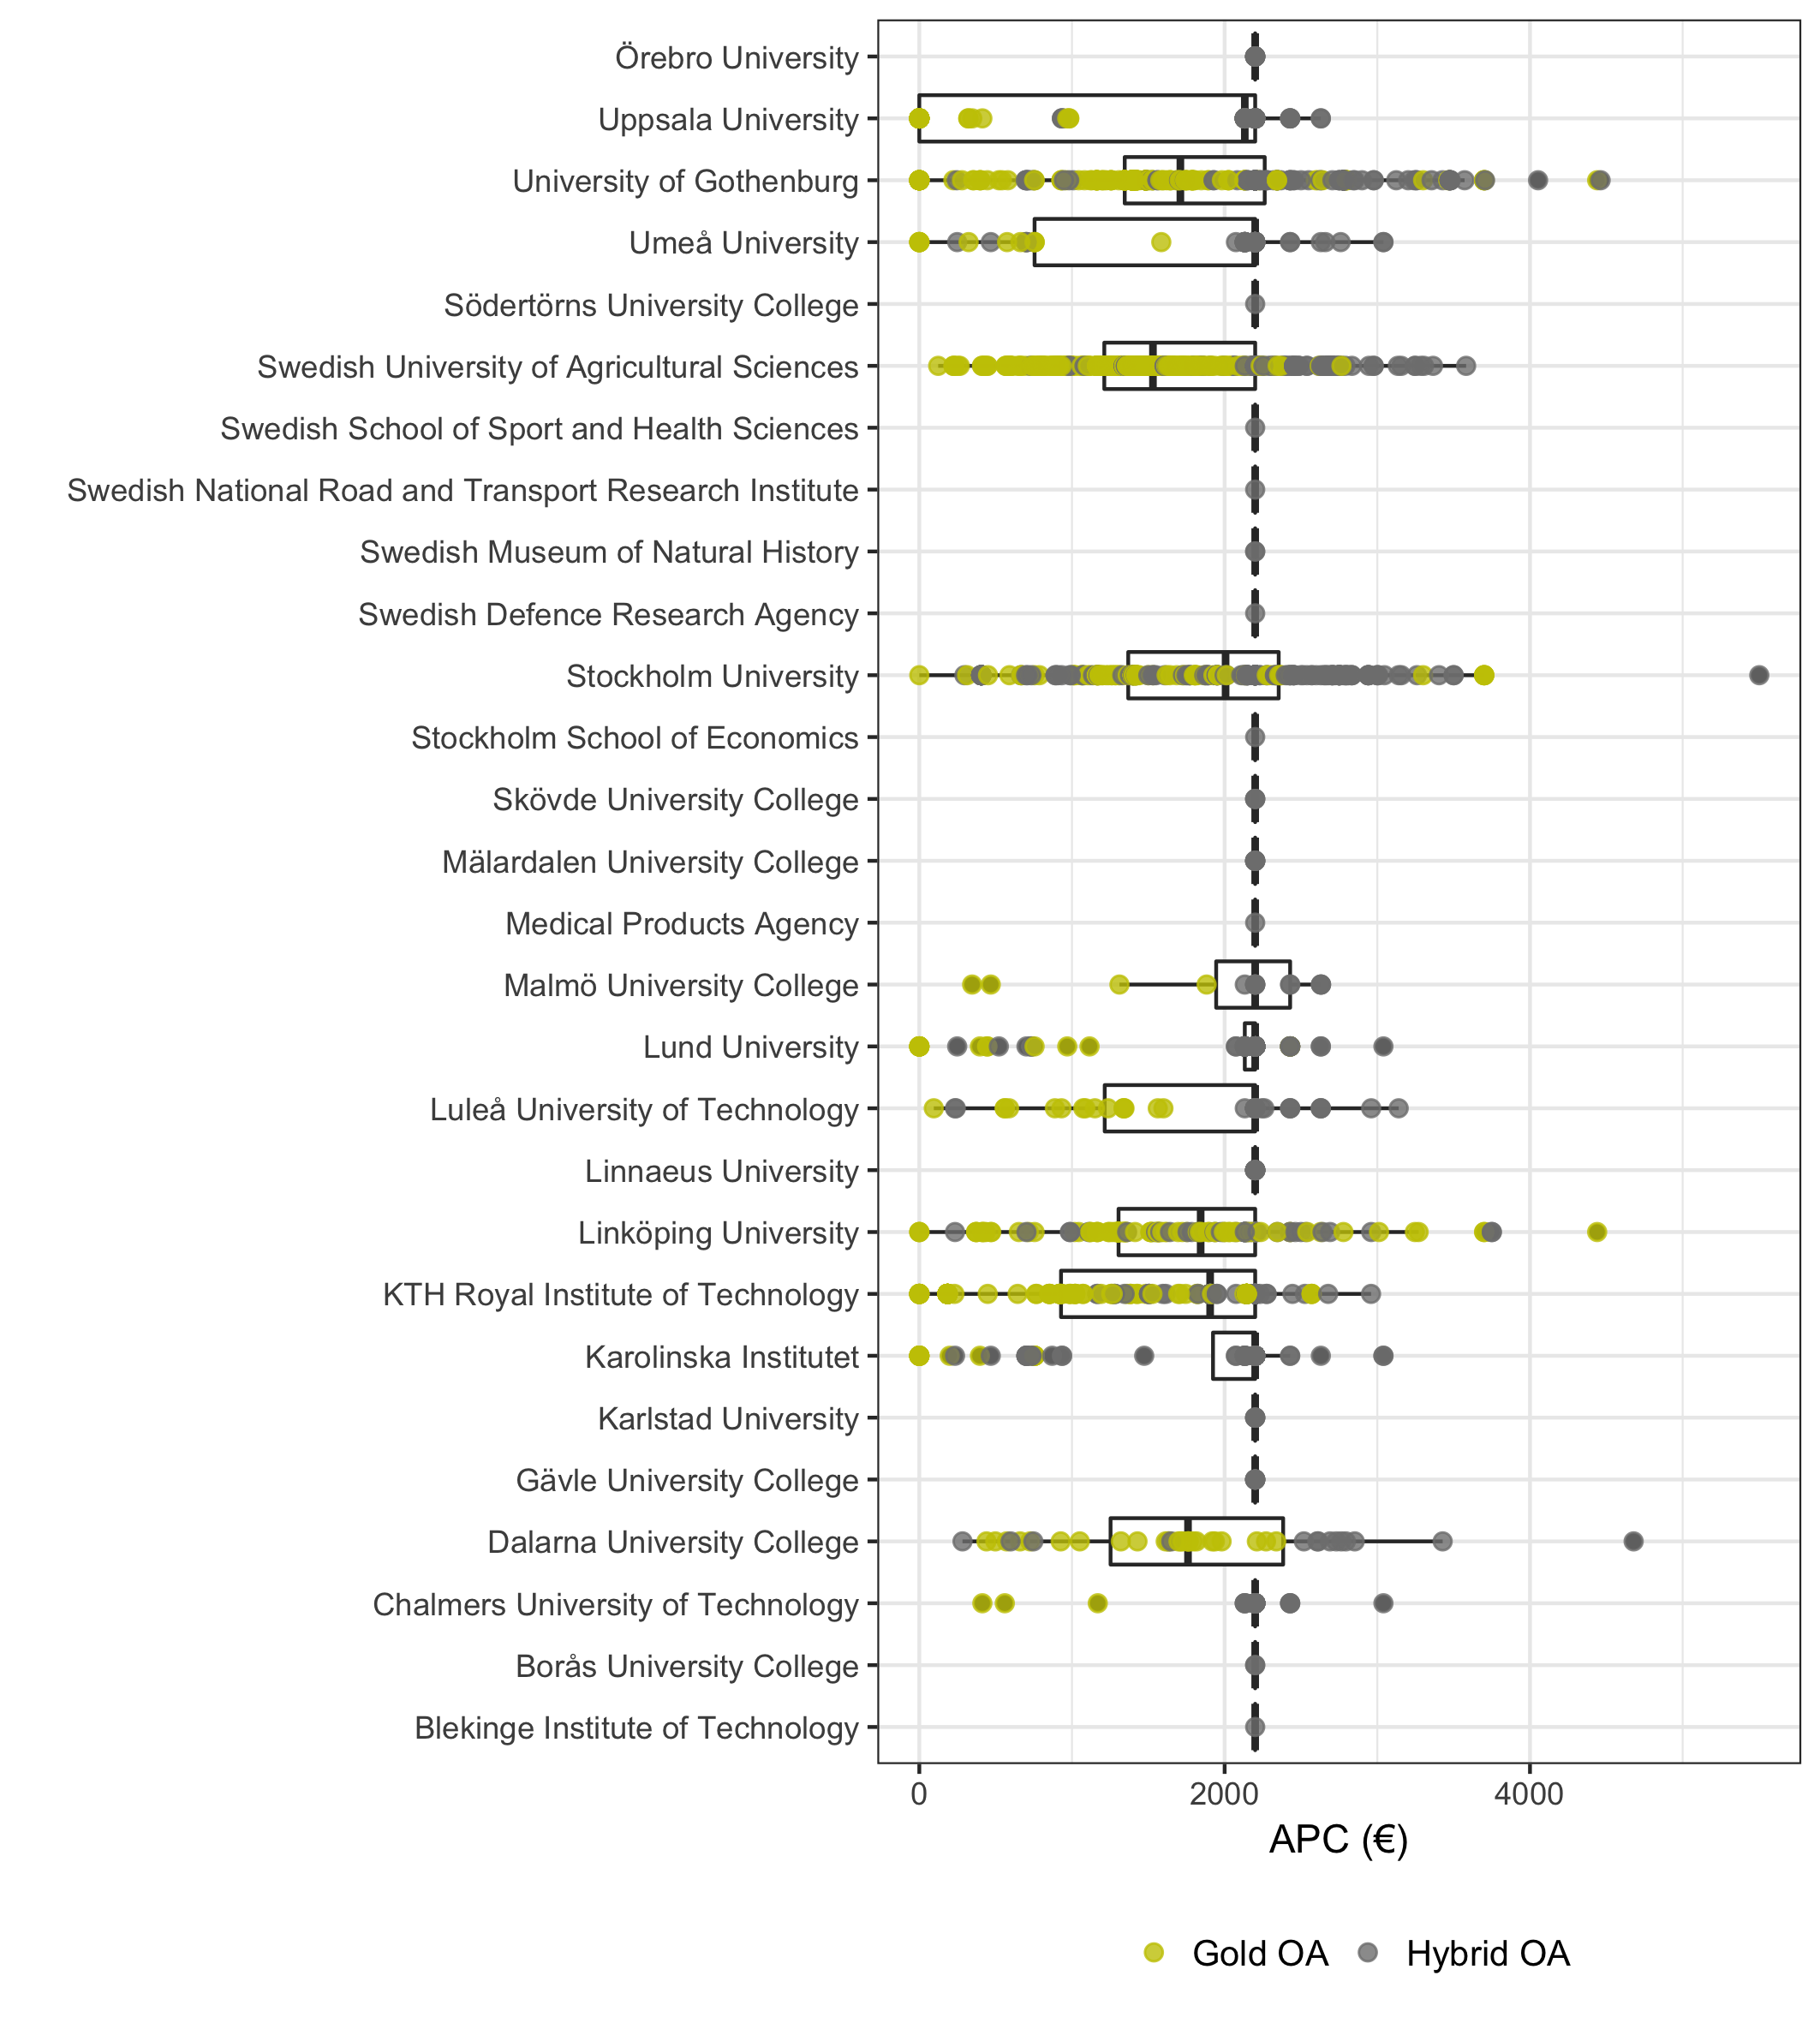 Örebro University
Uppsala University
University of Gothenburg
Umeå University
Södertörns University College
Swedish University of Agricultural Sciences
Swedish School of Sport and Health Sciences
Swedish National Road and Transport Research Institute
Swedish Museum of Natural History
Swedish Defence Research Agency
Stockholm University
Stockholm School of Economics
Skövde University College
Mälardalen University College
Medical Products Agency
Malmö University College
Lund University
Luleå University of Technology
Linnaeus University
Linköping University
KTH Royal Institute of Technology
Karolinska Institutet
Karlstad University
Gävle University College
Dalarna University College
Chalmers University of Technology
Borås University College
Blekinge Institute of Technology
0 2000 4000
APC (€)
Gold OA Hybrid OA